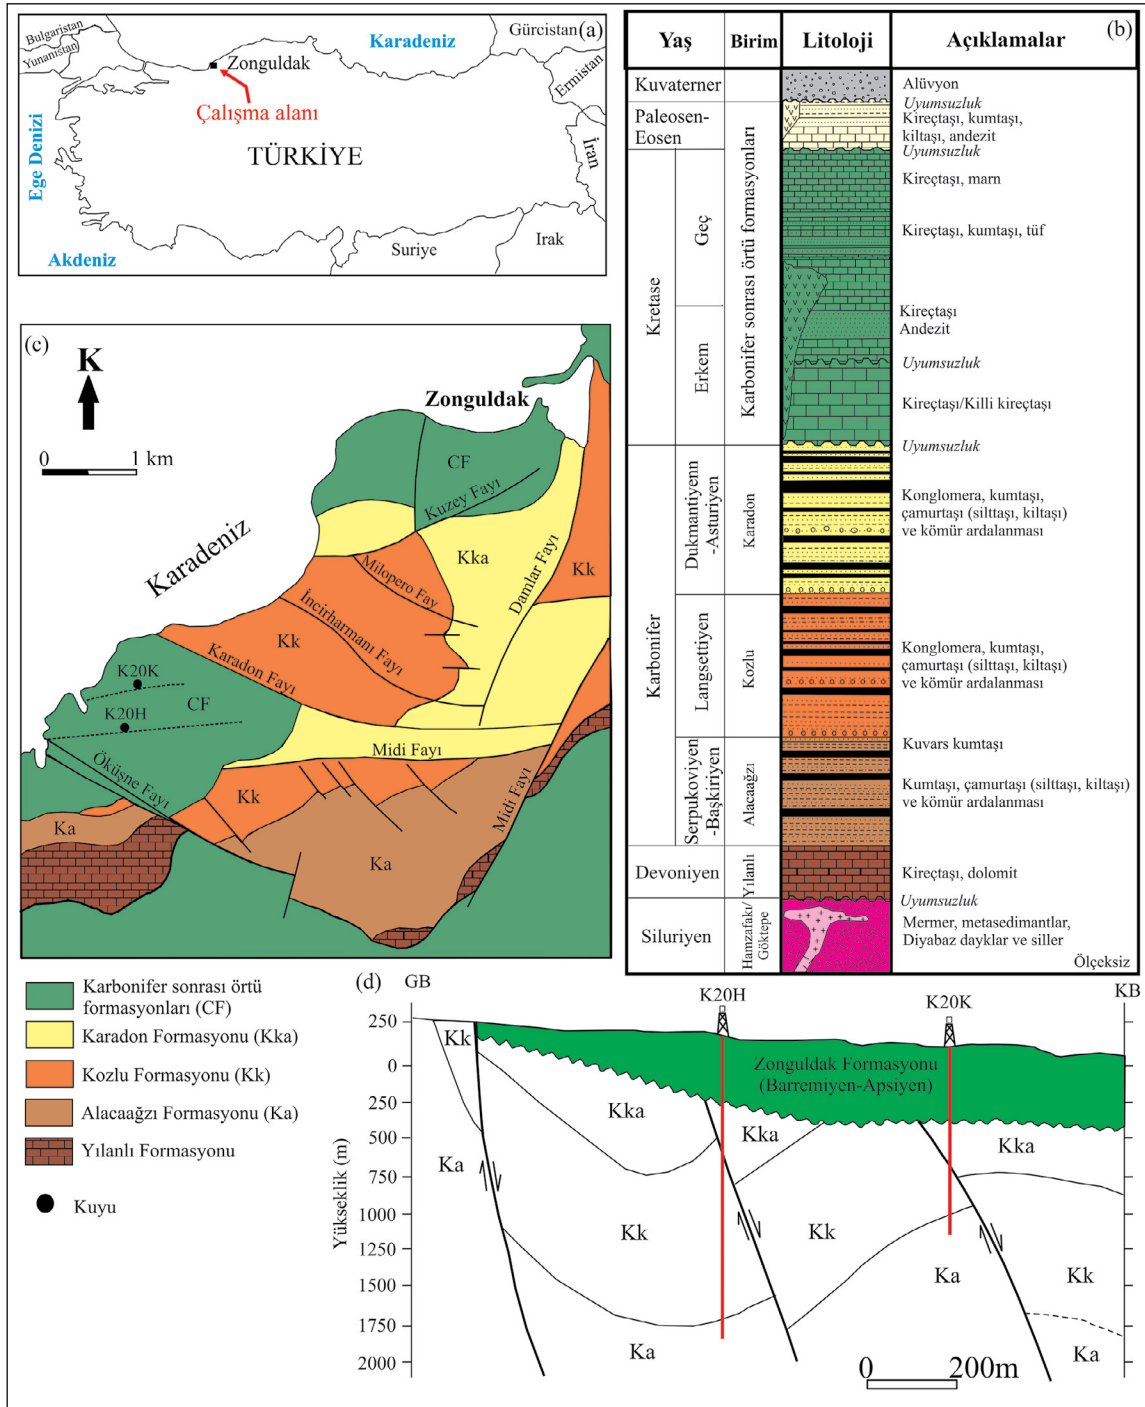 (a)
Bulgaristan
Yunanistan
Karadeniz
Gürcistan
Zonguldak
Ermistan
Çalışma alanı
Ege Denizi
TÜRKİYE
İran
Akdeniz
Suriye
Irak
(b)
Yaş
Birim
Litoloji
Açıklamalar
Kuvaterner
Alüvyon
Uyumsuzluk
Paleosen-
Eosen
Kireçtaşı, kumtaşı,
kiltaşı, andezit
Uyumsuzluk
Kretase
Geç
Erkem
Karbonifer sonrası örtü formasyonları
Kireçtaşı, marn
Kireçtaşı, kumtaşı, tüf
Kireçtaşı
Andezit
Uyumsuzluk
Kireçtaşı/Killi kireçtaşı
Uyumsuzluk
Karbonifer
Dukmantiyenn
-Asturiyen
Karadon
Konglomera, kumtaşı,
çamurtaşı (silttaşı, kiltaşı)
ve kömür ardalanması
Langsettiyen
Kozlu
Konglomera, kumtaşı,
çamurtaşı (silttaşı, kiltaşı)
ve kömür ardalanması
Serpukoviyen
-Başkiriyen
Alacaağzı
Kuvars kumtaşı
Kumtaşı, çamurtaşı (silttaşı, kiltaşı)
ve kömür ardalanması
Devoniyen
Yılanlı
Kireçtaşı, dolomit
Uyumsuzluk
Siluriyen
Hamzafakı/
Göktepe
Mermer, metasedimantlar,
Diyabaz dayklar ve siller
Ölçeksiz
(c)
K
0 1 km
Zonguldak
Karadeniz
CF
Kuzey Fayı
Kka
Damlar Fayı
Kk
Milopero Fay
İncirharmanı Fayı
Kk
Karadon Fayı
K20K
CF
K20H
Midi Fayı
Öküşne Fayı
Kk
Midi Fayı
Ka
Ka
Karbonifer sonrası örtü
formasyonları (CF)
Karadon Formasyonu (Kka)
Kozlu Formasyonu (Kk)
Alacaağzı Formasyonu (Ka)
Yılanlı Formasyonu
Kuyu
(d)
GB
K20H
K20K
KB
Yükseklik (m)
250
0
250
500
750
1000
1250
1500
1750
2000
Zonguldak Formasyonu
(Barremiyen-Apsiyen)
Kk
Kka
Kka
Kka
Ka
Kk
Kk
Ka
Kk
Ka
Ka
0 200m